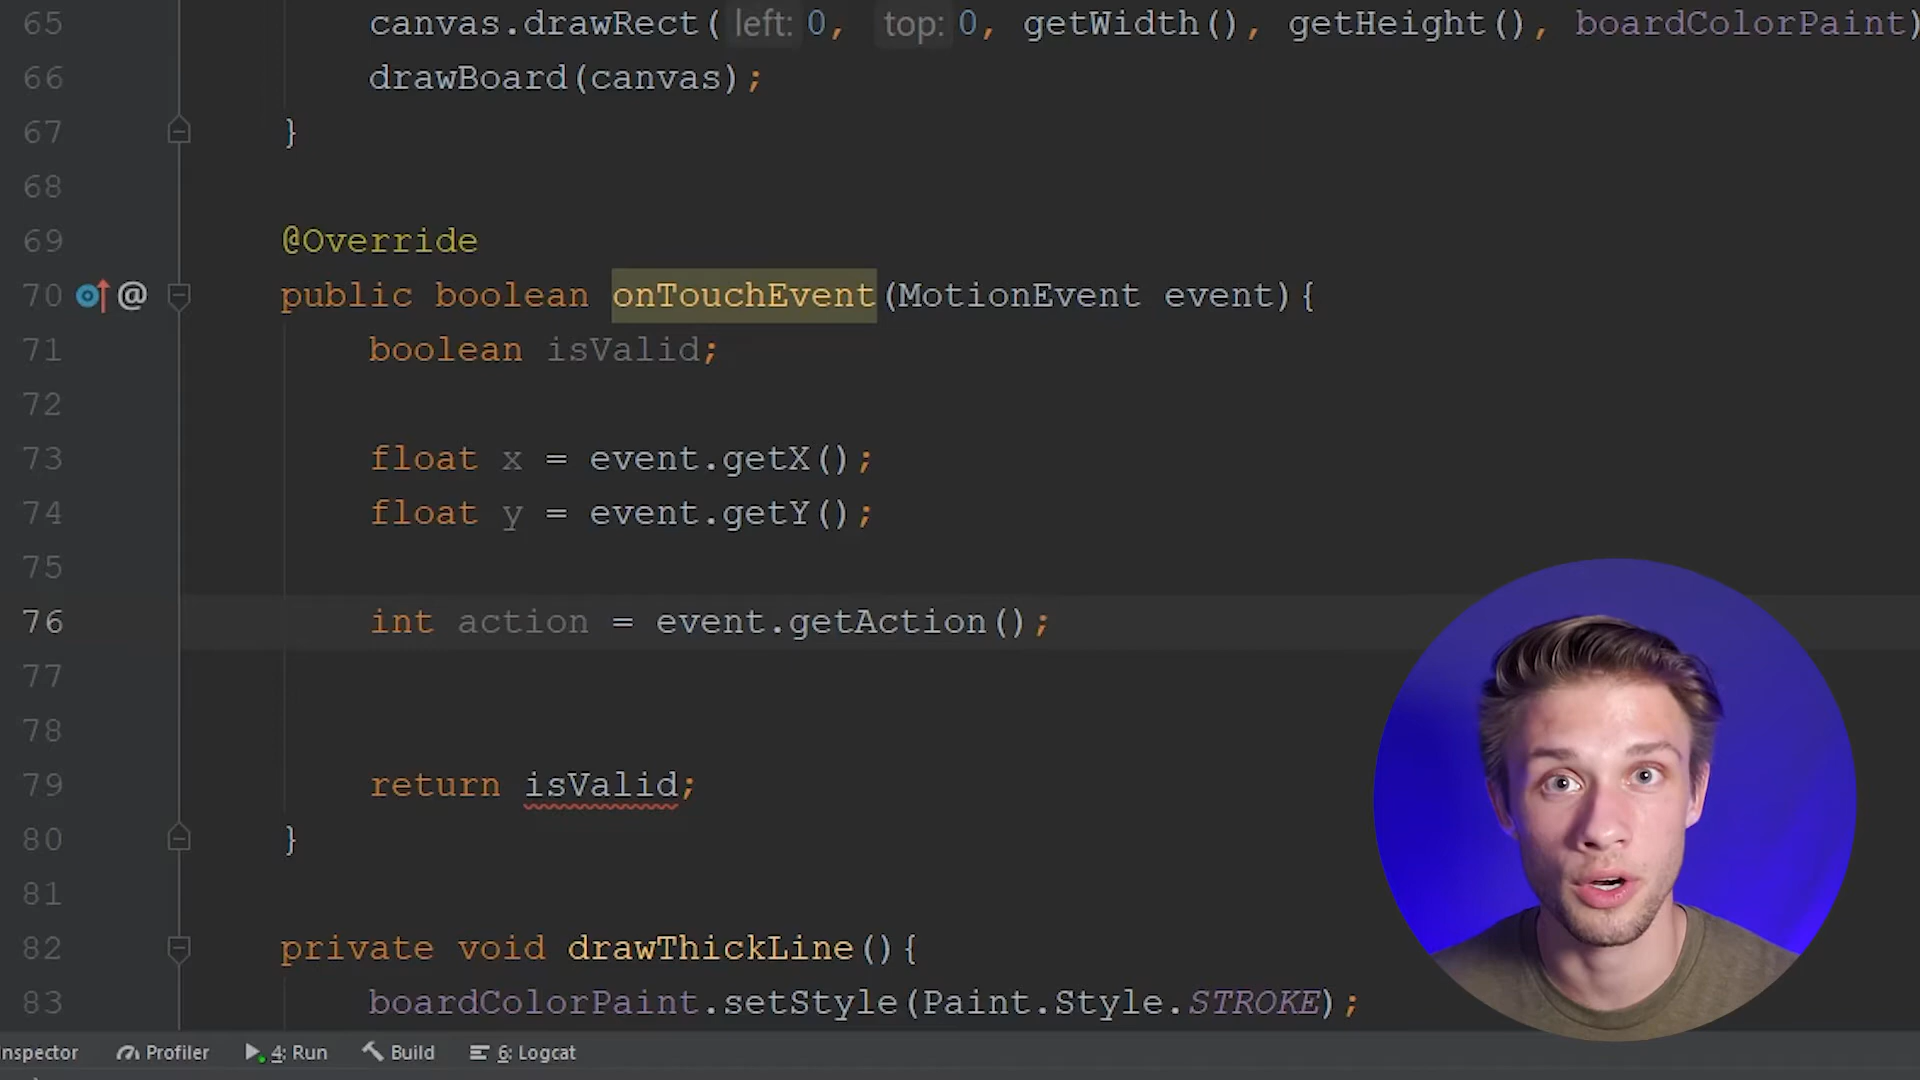 65 canvas.drawRect( left: 0, top: 0, getWidth(), getHeight(), boardColorPaint)
66 drawBoard(canvas);
67 }
68
69 @Override
70 @ public boolean onTouchEvent(MotionEvent event){
71 boolean isValid;
72
73 float x = event.getX();
74 float y = event.getY();
75
76 int action = event.getAction();
77
78
79 return isValid;
80 }
81
82 private void drawThickLine(){
83 boardColorPaint.setStyle(Paint.Style.STROKE);
nspector Profiler 4: Run Build 6: Logcat